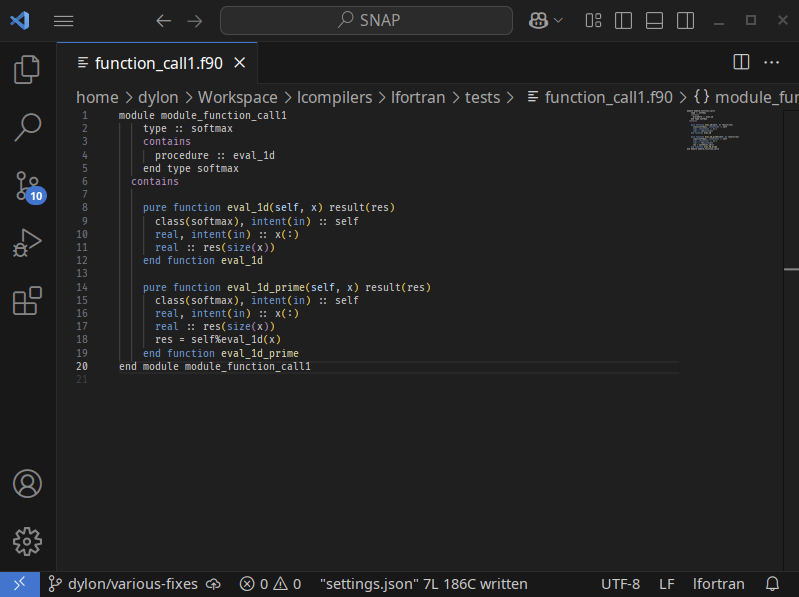 SNAP
function_call1.f90
home > dylon > Workspace > lcompilers > lfortran > tests > function_call1.f90 > {} module_fun
1 module module_function_call1
2 type :: softmax
3 contains
4 procedure :: eval_1d
5 end type softmax
6 contains
7
8 pure function eval_1d(self, x) result(res)
9 class(softmax), intent(in) :: self
10 real, intent(in) :: x(:)
11 real :: res(size(x))
12 end function eval_1d
13
14 pure function eval_1d_prime(self, x) result(res)
15 class(softmax), intent(in) :: self
16 real, intent(in) :: x(:)
17 real :: res(size(x))
18 res = self%eval_1d(x)
19 end function eval_1d_prime
20 end module module_function_call1
21
10
dylon/various-fixes 0 0 "settings.json" 7L 186C written UTF-8 LF lfortran